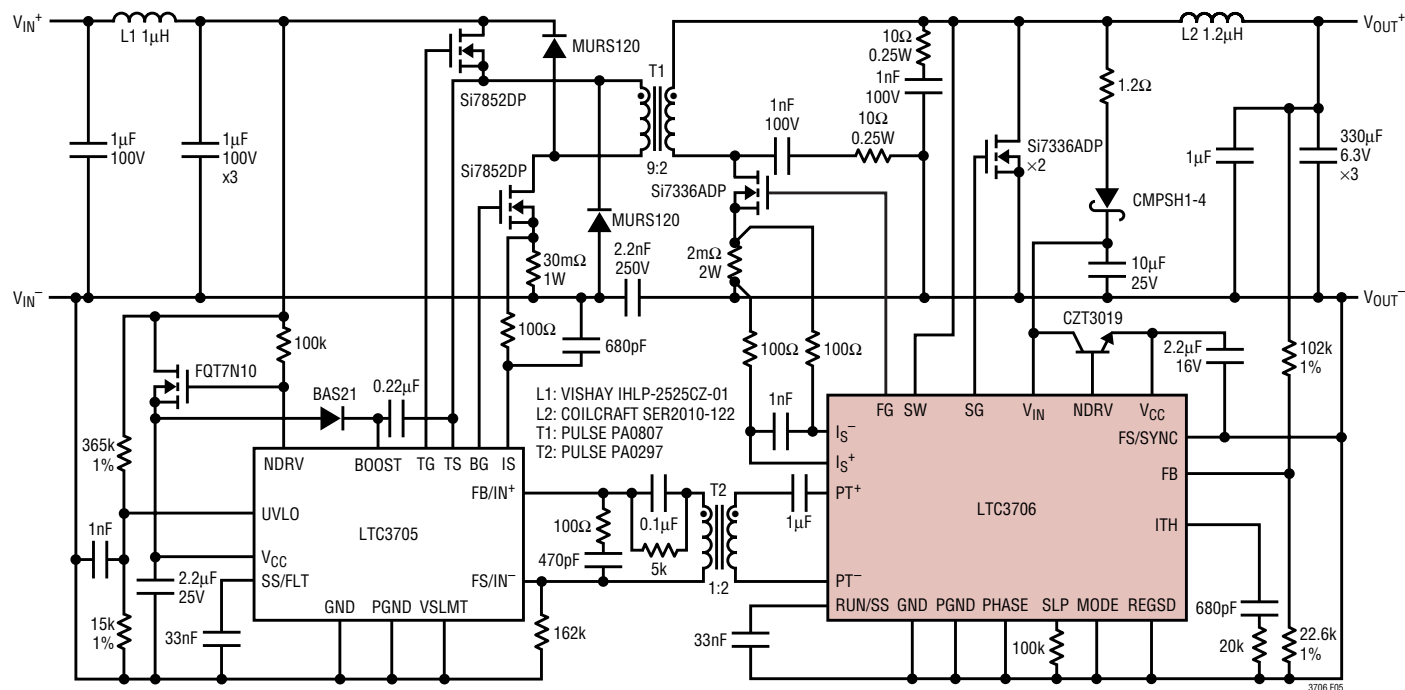 VIN+
L1 1µH
1µF
100V
1µF
100V
x3
Si7852DP
MURS120
T1
9:2
Si7852DP
MURS120
30mΩ
1W
2.2nF
250V
10Ω
0.25W
1nF
100V
1nF
100V
10Ω
0.25W
Si7336ADP
2mΩ
2W
Si7336ADP
×2
1.2Ω
CMPSH1-4
10µF
25V
L2 1.2µH
VOUT+
1µF
330µF
6.3V
×3
VIN–
VOUT–
100k
FQT7N10
BAS21
0.22µF
100Ω
680pF
100Ω
100Ω
1nF
CZT3019
2.2µF
16V
102k
1%
L1: VISHAY IHLP-2525CZ-01
L2: COILCRAFT SER2010-122
T1: PULSE PA0807
T2: PULSE PA0297
365k
1%
1nF
15k
1%
2.2µF
25V
33nF
NDRV
BOOST
TG
TS
BG
IS
UVLO
VCC
SS/FLT
LTC3705
FB/IN+
FS/IN–
GND
PGND
VSLMT
162k
100Ω
470pF
0.1µF
5k
T2
1:2
1µF
33nF
FG
SW
SG
VIN
NDRV
VCC
IS–
IS+
PT+
PT–
LTC3706
FS/SYNC
FB
ITH
RUN/SS
GND
PGND
PHASE
SLP
MODE
REGSD
100k
680pF
20k
22.6k
1%
3706 F05